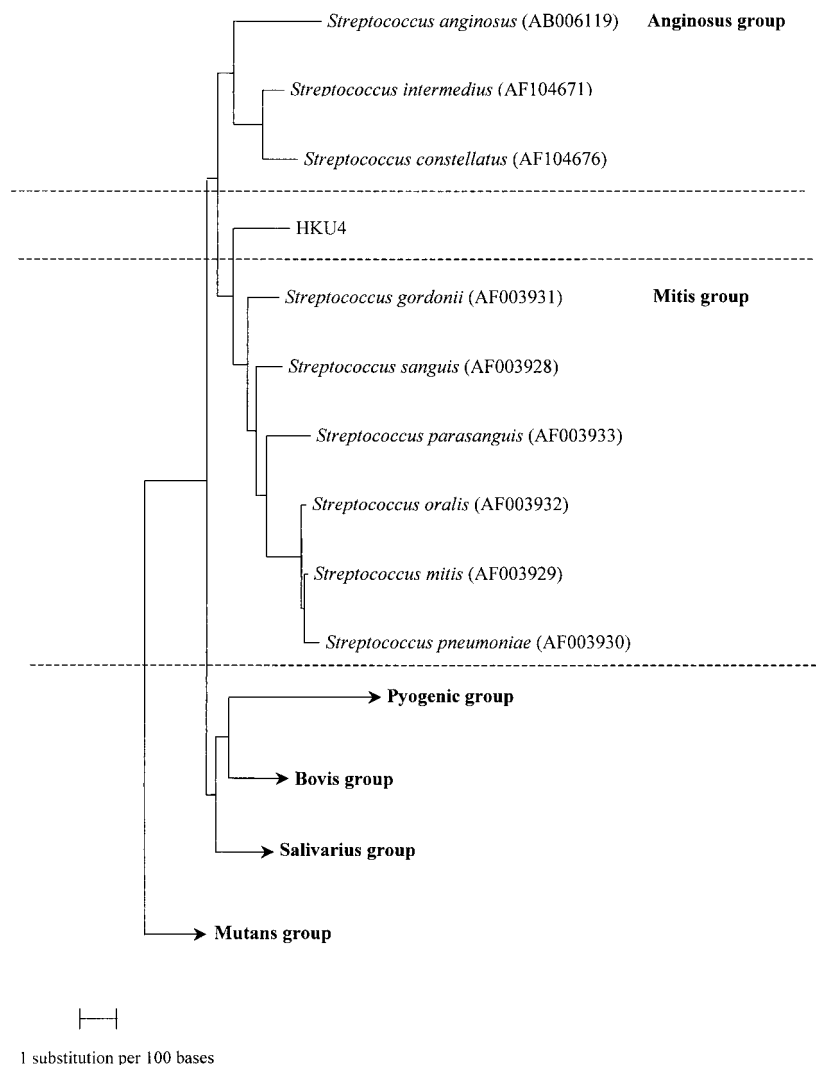 Streptococcus anginosus (AB006119) Anginosus group
Streptococcus intermedius (AF104671)
Streptococcus constellatus (AF104676)
HKU4
Streptococcus gordonii (AF003931) Mitis group
Streptococcus sanguis (AF003928)
Streptococcus parasanguis (AF003933)
Streptococcus oralis (AF003932)
Streptococcus mitis (AF003929)
Streptococcus pneumoniae (AF003930)
Pyogenic group
Bovis group
Salivarius group
Mutans group
1 substitution per 100 bases